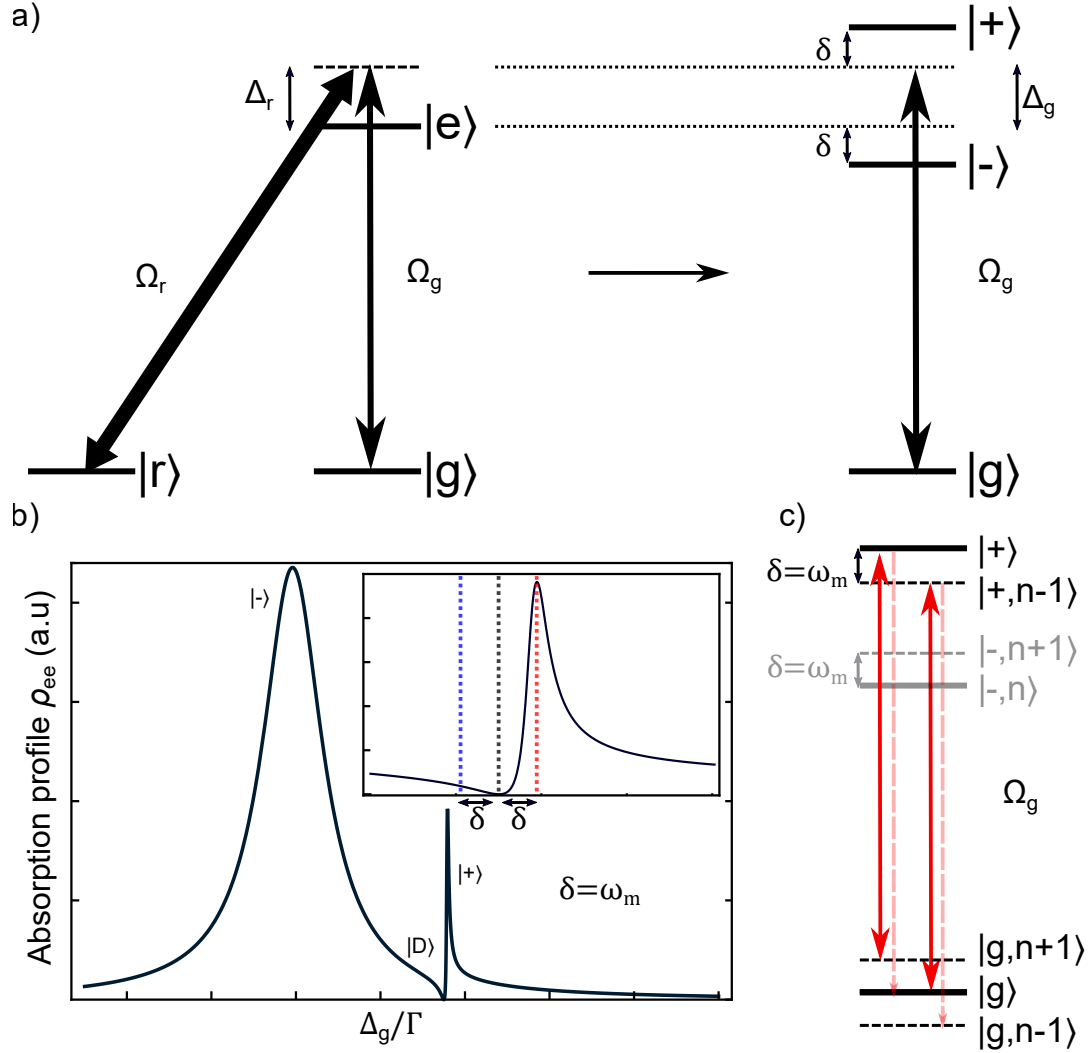 a)
|+⟩
δ
Δr
Δg
|e⟩
δ
|-⟩
Ωr
Ωg
Ωg
|r⟩
|g⟩
|g⟩
b)
c)
Absorption profile ρee (a.u)
|-⟩
|+⟩
|D⟩
δ δ
δ=ωm
Δg/Γ
|+⟩
δ=ωm
|+,n-1⟩
|-,n+1⟩
δ=ωm
|-,n⟩
Ωg
|g,n+1⟩
|g⟩
|g,n-1⟩